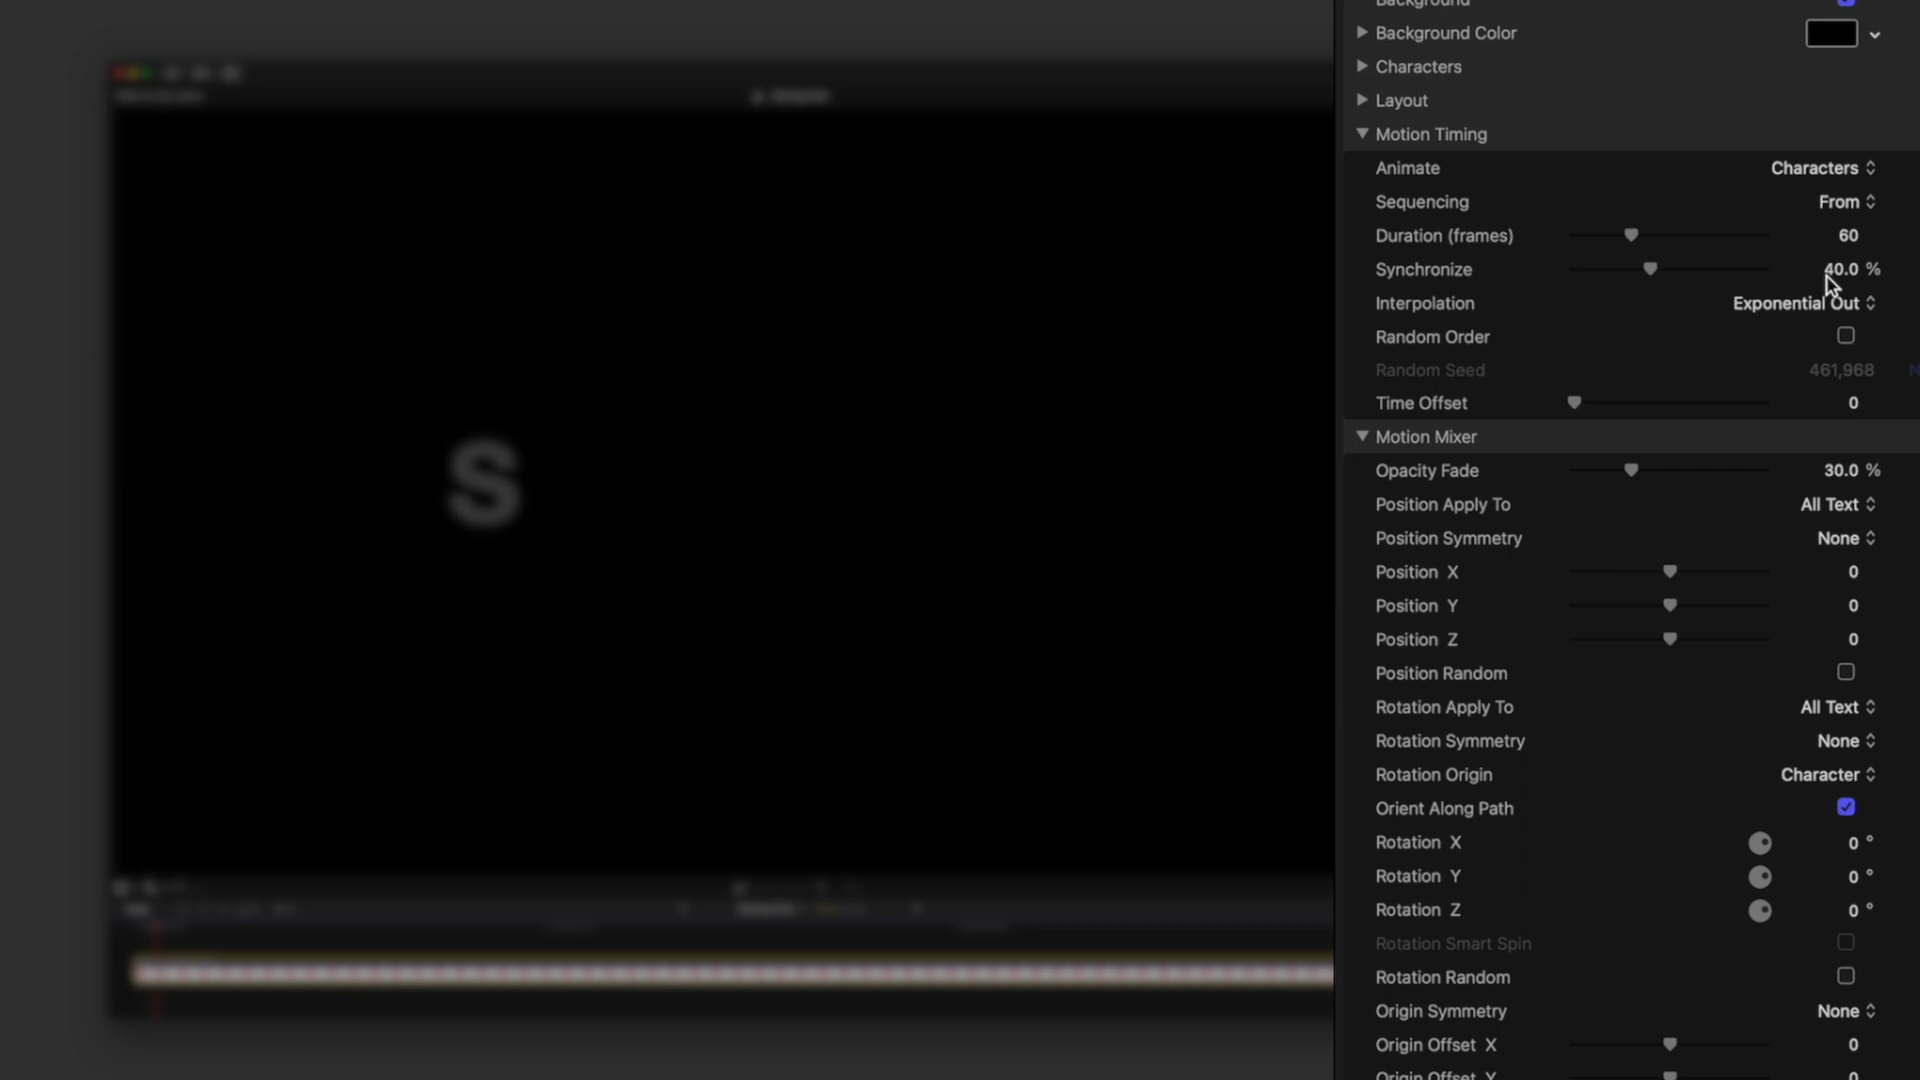 Background
Background Color
Characters
Layout
Motion Timing
Animate Characters
Sequencing From
Duration (frames) 60
Synchronize 40.0 %
Interpolation Exponential Out
Random Order
Random Seed 461,968 N
Time Offset 0
Motion Mixer
Opacity Fade 30.0 %
Position Apply To All Text
Position Symmetry None
Position X 0
Position Y 0
Position Z 0
Position Random
Rotation Apply To All Text
Rotation Symmetry None
Rotation Origin Character
Orient Along Path
Rotation X 0 °
Rotation Y 0 °
Rotation Z 0 °
Rotation Smart Spin
Rotation Random
Origin Symmetry None
Origin Offset X 0
Origin Offset Y 0
S